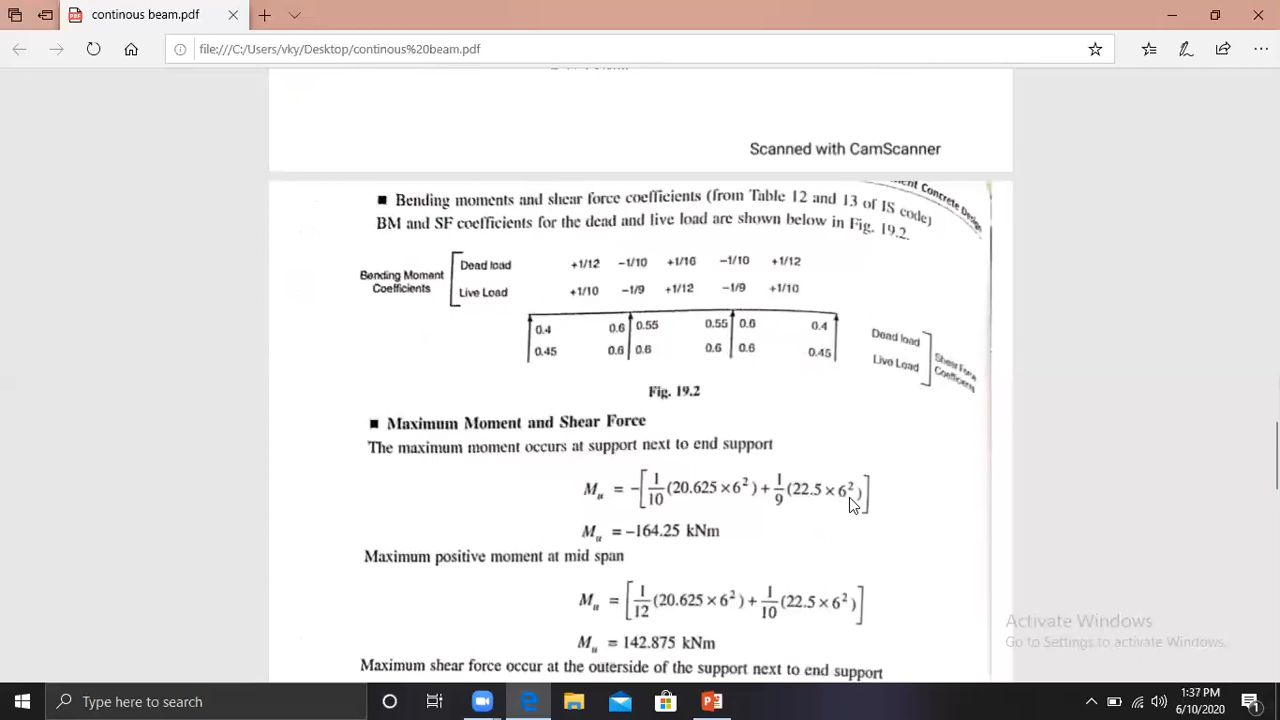 continous beam.pdf
file:///C:/Users/vky/Desktop/continous%20beam.pdf
Scanned with CamScanner
Concrete Design
■ Bending moments and shear force coefficients (from Table 12 and 13 of IS code)
BM and SF coefficients for the dead and live load are shown below in Fig. 19.2.
Bending Moment Coefficients
Dead load +1/12 −1/10 +1/16 −1/10 +1/12
Live Load +1/10 −1/9 +1/12 −1/9 +1/10
0.4 0.6 0.55 0.55 0.6 0.4 Dead load
0.45 0.6 0.6 0.6 0.6 0.45 Live Load
Shear Force Coefficients
Fig. 19.2
■ Maximum Moment and Shear Force
The maximum moment occurs at support next to end support
Mu = −[1/10 (20.625 × 6²) + 1/9 (22.5 × 6²)]
Mu = −164.25 kNm
Maximum positive moment at mid span
Mu = [1/12 (20.625 × 6²) + 1/10 (22.5 × 6²)]
Mu = 142.875 kNm
Maximum shear force occur at the outerside of the support next to end support
Activate Windows
Go to Settings to activate Windows.
Type here to search
1:37 PM
6/10/2020